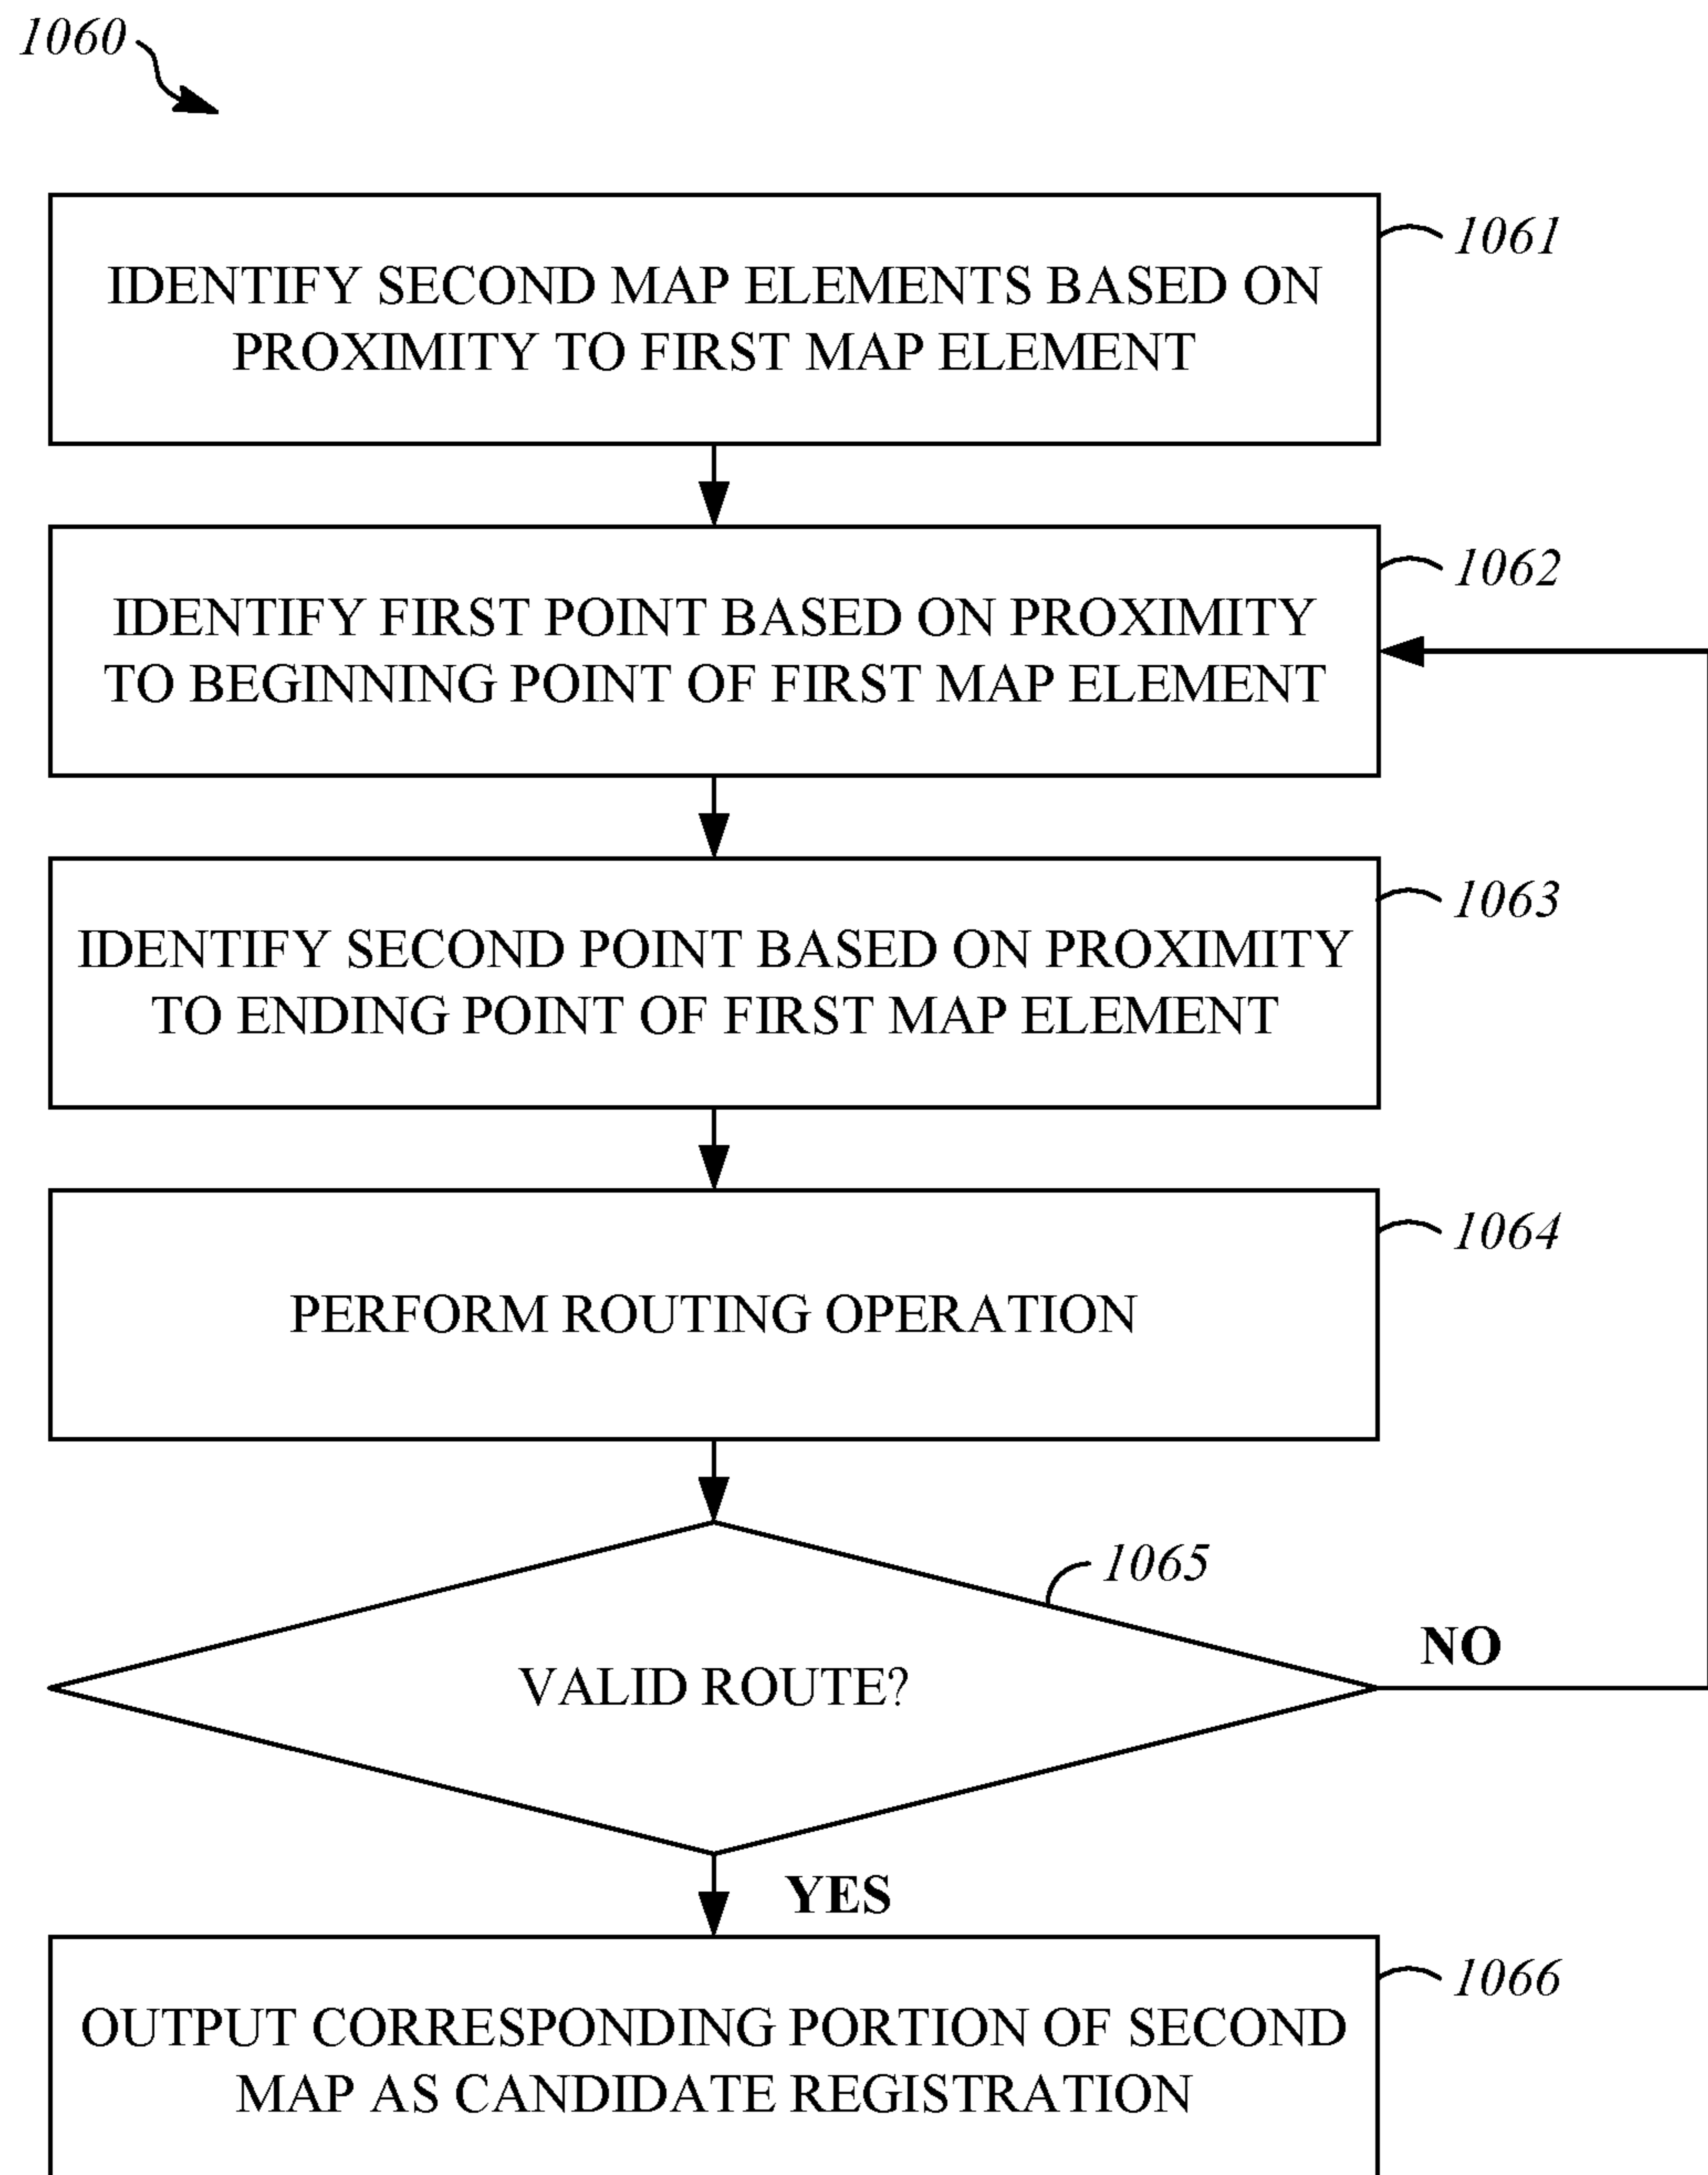 1060
1061
IDENTIFY SECOND MAP ELEMENTS BASED ON
PROXIMITY TO FIRST MAP ELEMENT
1062
IDENTIFY FIRST POINT BASED ON PROXIMITY
TO BEGINNING POINT OF FIRST MAP ELEMENT
1063
IDENTIFY SECOND POINT BASED ON PROXIMITY
TO ENDING POINT OF FIRST MAP ELEMENT
1064
PERFORM ROUTING OPERATION
1065
NO
VALID ROUTE?
YES
1066
OUTPUT CORRESPONDING PORTION OF SECOND
MAP AS CANDIDATE REGISTRATION